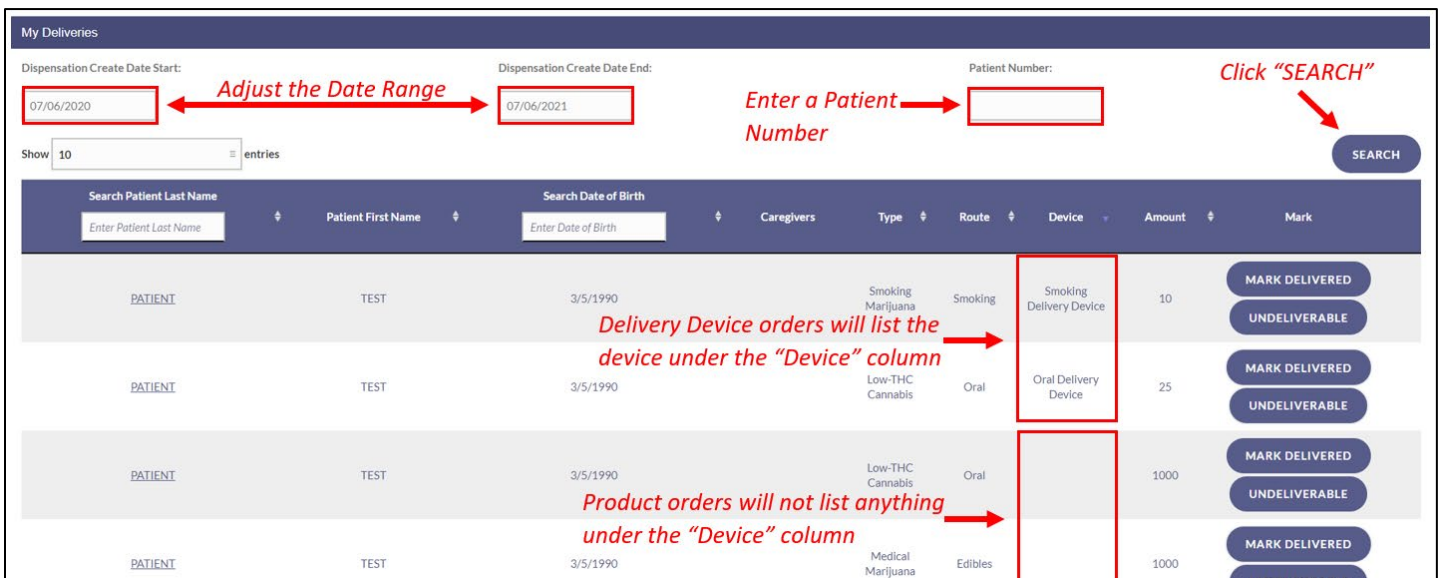 My Deliveries
Dispensation Create Date Start:
Dispensation Create Date End:
Patient Number:
Click “SEARCH”
07/06/2020
Adjust the Date Range
07/06/2021
Enter a Patient
Number
Show 10 entries
SEARCH
Search Patient Last Name
Enter Patient Last Name
Patient First Name
Search Date of Birth
Enter Date of Birth
Caregivers
Type
Route
Device
Amount
Mark
PATIENT
TEST
3/5/1990
Smoking
Marijuana
Smoking
Smoking
Delivery Device
10
MARK DELIVERED
UNDELIVERABLE
Delivery Device orders will list the
device under the “Device” column
PATIENT
TEST
3/5/1990
Low-THC
Cannabis
Oral
Oral Delivery
Device
25
MARK DELIVERED
UNDELIVERABLE
PATIENT
TEST
3/5/1990
Low-THC
Cannabis
Oral
1000
MARK DELIVERED
UNDELIVERABLE
Product orders will not list anything
under the “Device” column
PATIENT
TEST
3/5/1990
Medical
Marijuana
Edibles
1000
MARK DELIVERED